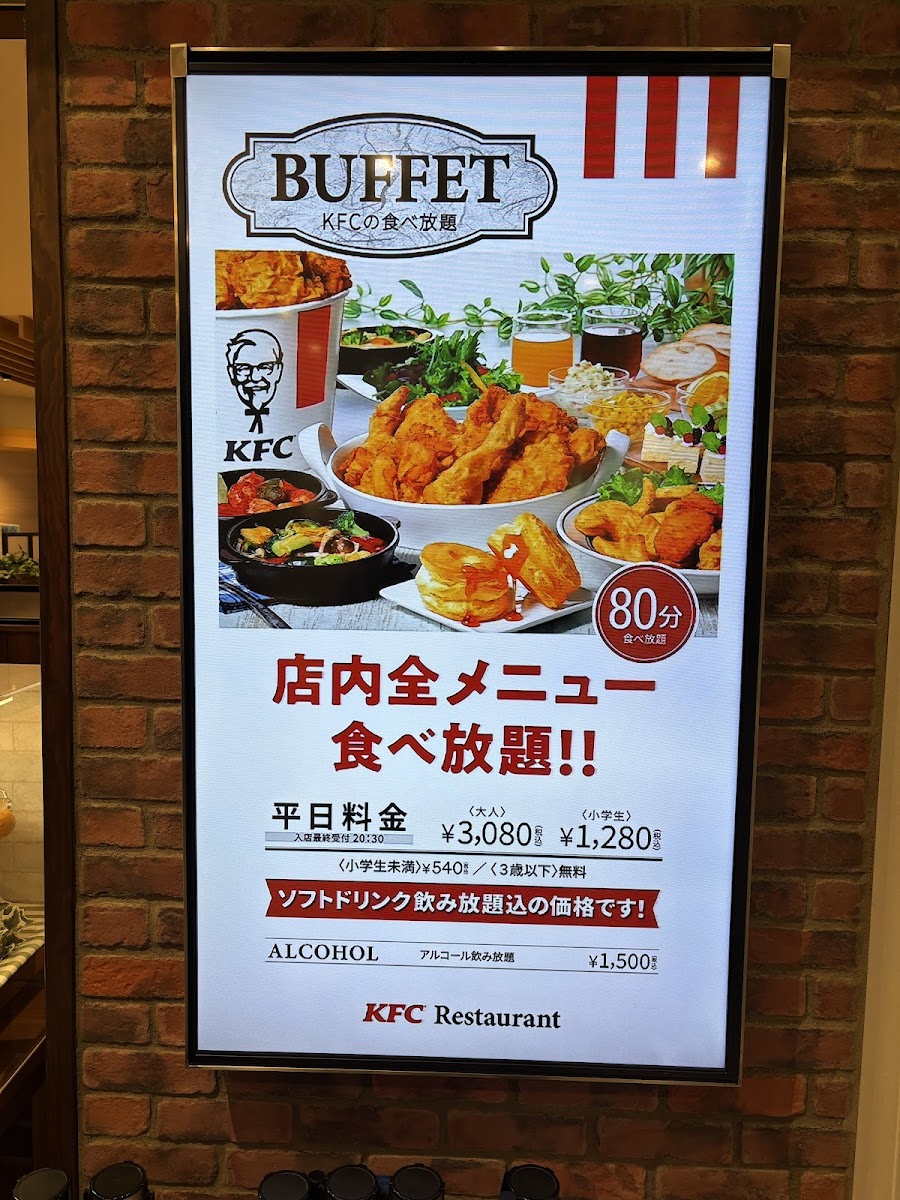 BUFFET
KFCの食べ放題
KFC
80分
食べ放題
店内全メニュー
食べ放題!!
平日料金
入店最終受付 20:30
〈大人〉
¥3,080(税込)
〈小学生〉
¥1,280(税込)
〈小学生未満〉¥540税込／〈3歳以下〉無料
ソフトドリンク飲み放題込の価格です!
ALCOHOL アルコール飲み放題 ¥1,500(税込)
KFC Restaurant